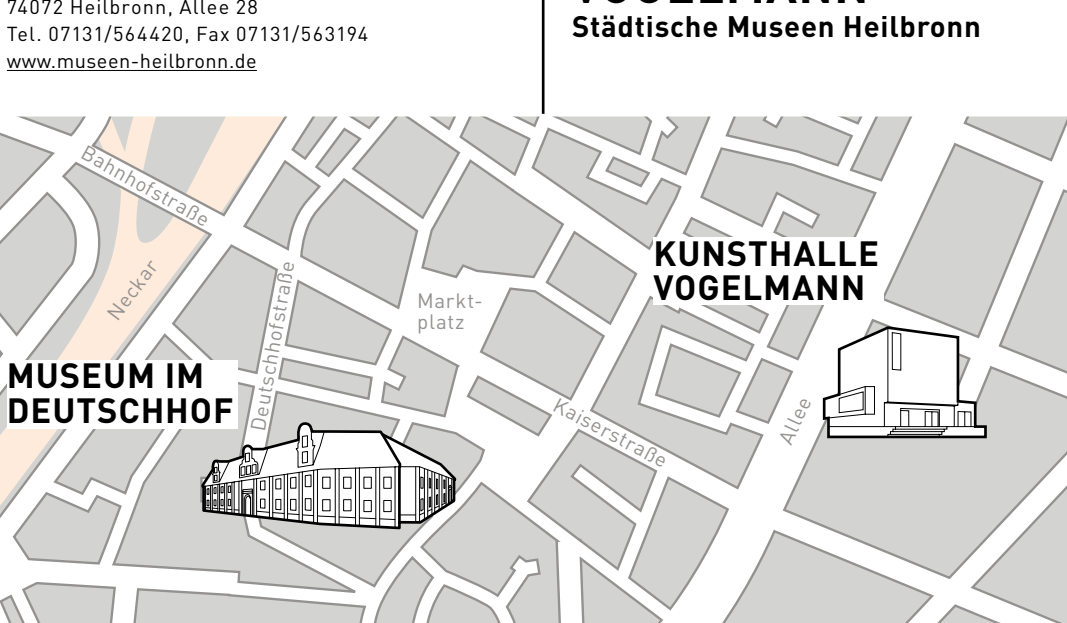 74072 Heilbronn, Allee 28
Tel. 07131/564420, Fax 07131/563194
www.museen-heilbronn.de
VOGELMANN
Städtische Museen Heilbronn
Bahnhofstraße
Neckar
Deutschhofstraße
Markt-
platz
KUNSTHALLE
VOGELMANN
MUSEUM IM
DEUTSCHHOF
Kaiserstraße
Allee